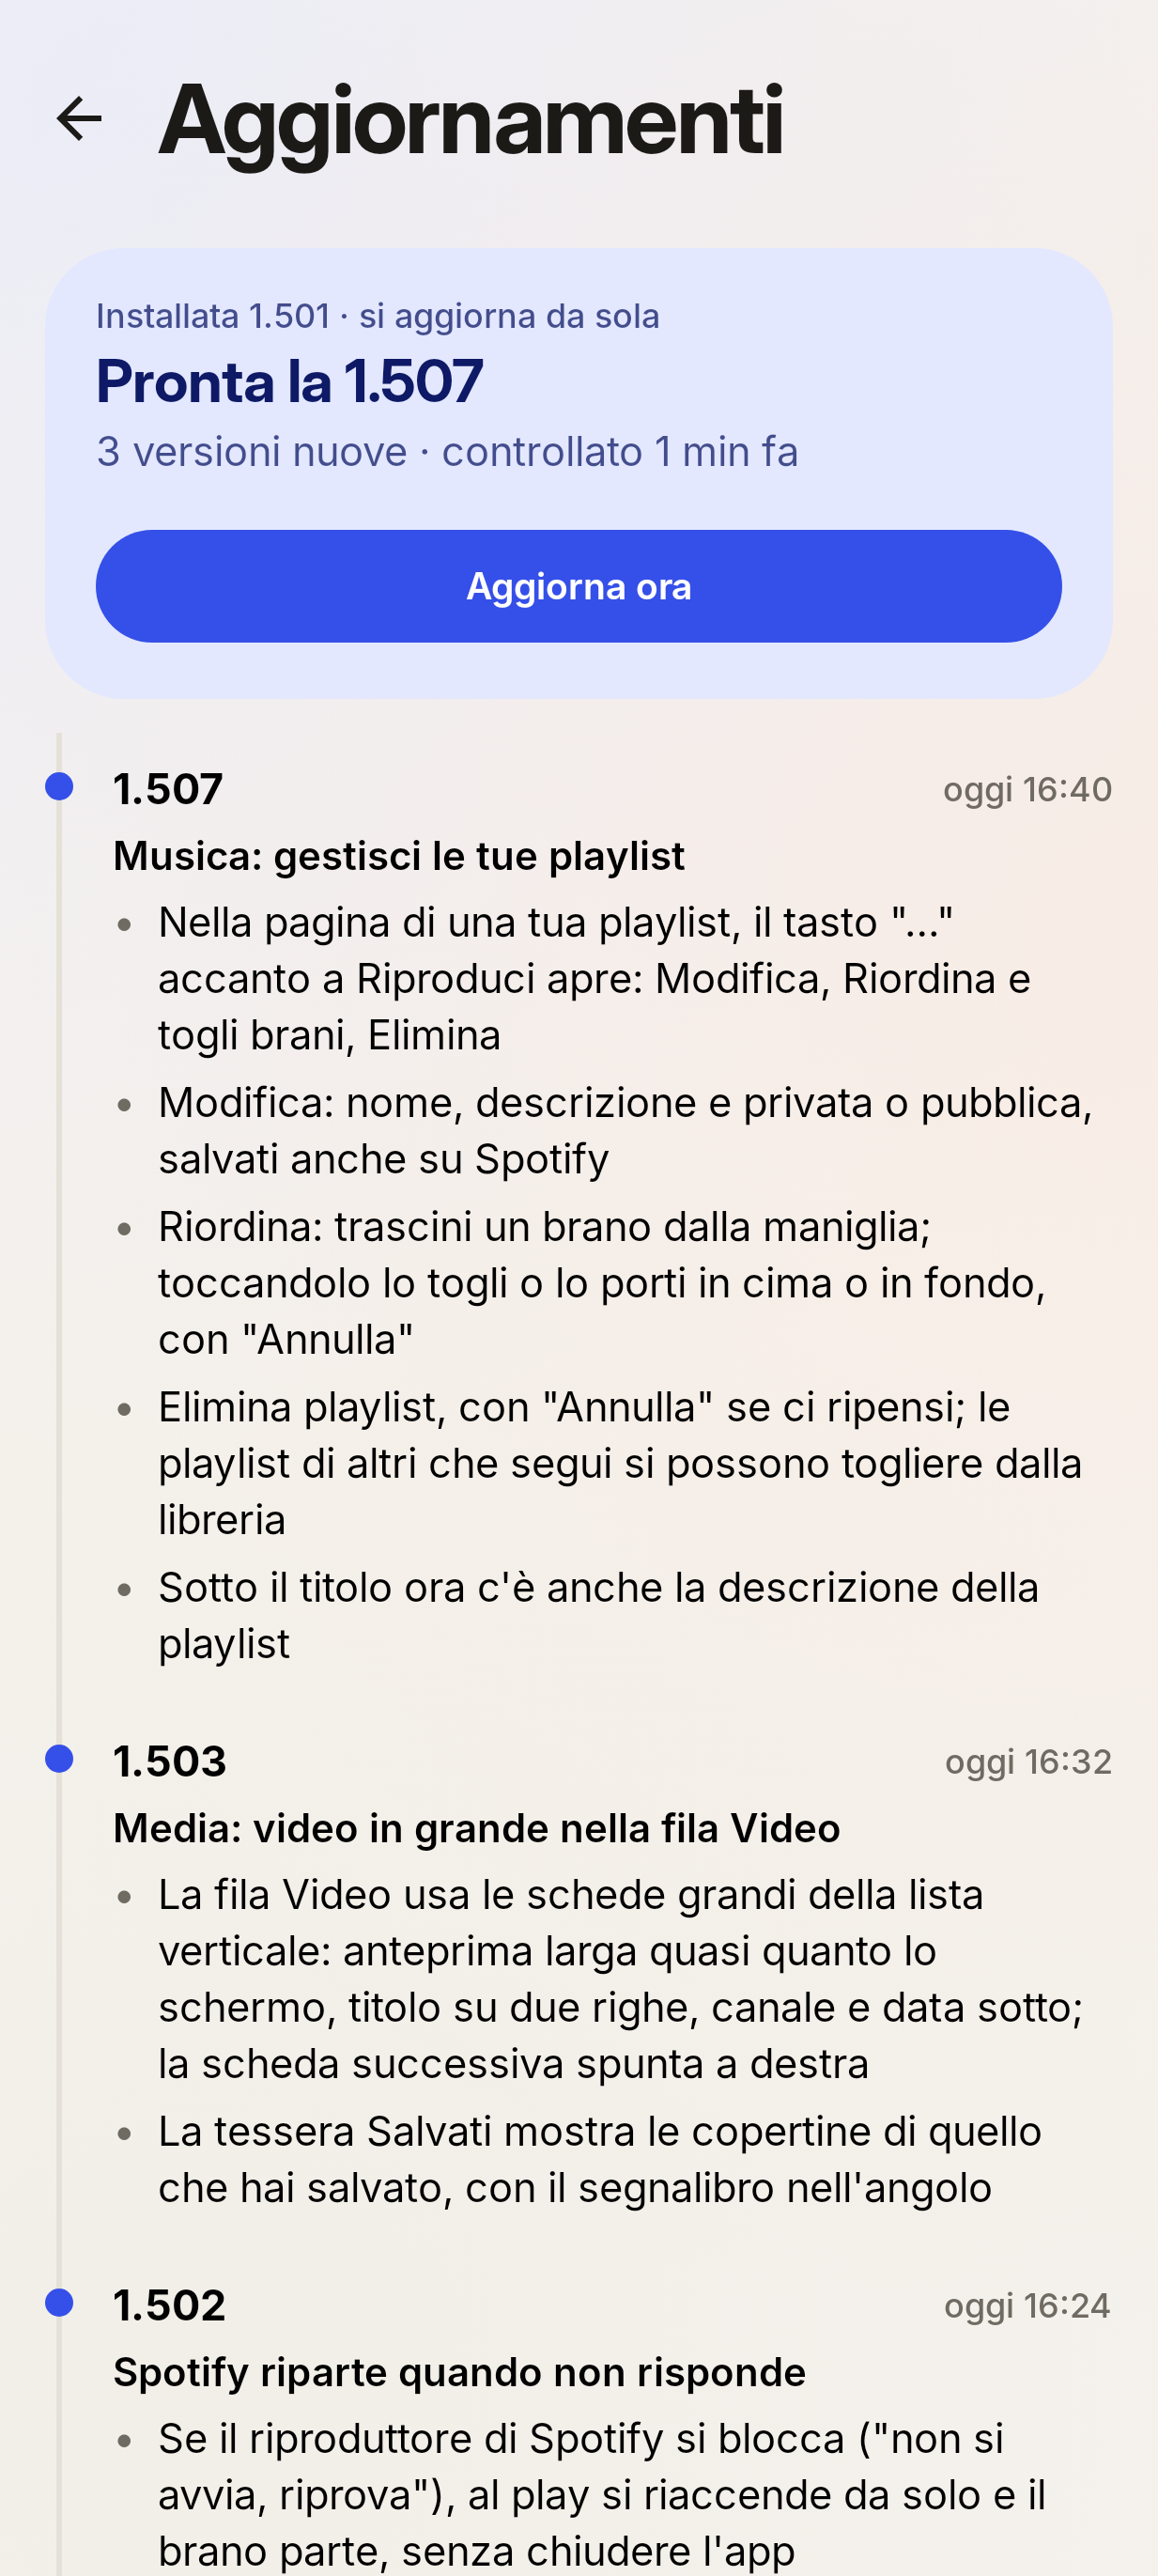 Aggiornamenti
Installata 1.501 · si aggiorna da sola
Pronta la 1.507
3 versioni nuove · controllato 1 min fa
Aggiorna ora
1.507
oggi 16:40
Musica: gestisci le tue playlist
• Nella pagina di una tua playlist, il tasto "..."
accanto a Riproduci apre: Modifica, Riordina e
togli brani, Elimina
• Modifica: nome, descrizione e privata o pubblica,
salvati anche su Spotify
• Riordina: trascini un brano dalla maniglia;
toccandolo lo togli o lo porti in cima o in fondo,
con "Annulla"
• Elimina playlist, con "Annulla" se ci ripensi; le
playlist di altri che segui si possono togliere dalla
libreria
• Sotto il titolo ora c'è anche la descrizione della
playlist
1.503
oggi 16:32
Media: video in grande nella fila Video
• La fila Video usa le schede grandi della lista
verticale: anteprima larga quasi quanto lo
schermo, titolo su due righe, canale e data sotto;
la scheda successiva spunta a destra
• La tessera Salvati mostra le copertine di quello
che hai salvato, con il segnalibro nell'angolo
1.502
oggi 16:24
Spotify riparte quando non risponde
• Se il riproduttore di Spotify si blocca ("non si
avvia, riprova"), al play si riaccende da solo e il
brano parte, senza chiudere l'app